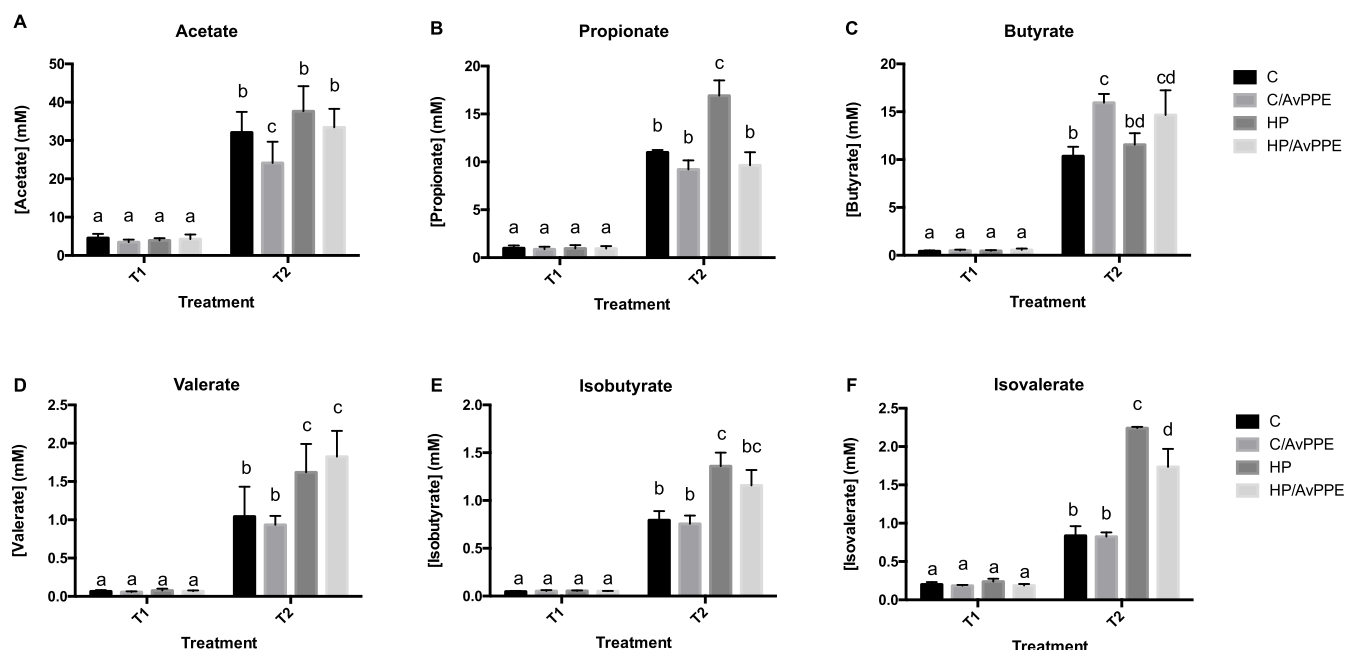 A
Acetate
[Acetate] (mM)
50
40
30
20
10
0
a a a a
b c b b
T1 T2
Treatment
B
Propionate
[Propionate] (mM)
20
15
10
5
0
a a a a
b b c b
T1 T2
Treatment
C
Butyrate
[Butyrate] (mM)
20
15
10
5
0
a a a a
b c bd cd
T1 T2
Treatment
C
C/AvPPE
HP
HP/AvPPE
D
Valerate
[Valerate] (mM)
2.5
2.0
1.5
1.0
0.5
0.0
a a a a
b b c c
T1 T2
Treatment
E
Isobutyrate
[Isobutyrate] (mM)
2.0
1.5
1.0
0.5
0.0
a a a a
b b c bc
T1 T2
Treatment
F
Isovalerate
[Isovalerate] (mM)
2.5
2.0
1.5
1.0
0.5
0.0
a a a a
b b c d
T1 T2
Treatment
C
C/AvPPE
HP
HP/AvPPE